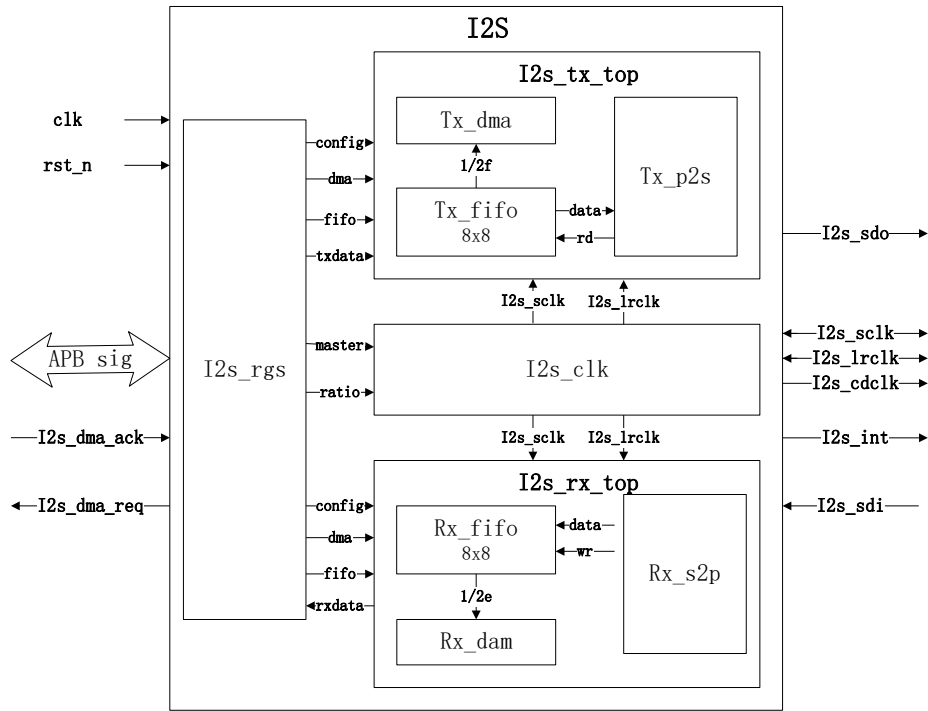 I2S
I2s_tx_top
clk
rst_n
config
dma
fifo
txdata
Tx_dma
1/2f
Tx_fifo
8x8
data
rd
Tx_p2s
I2s_sdo
I2s_sclk
I2s_lrclk
APB sig
I2s_rgs
master
ratio
I2s_clk
I2s_sclk
I2s_lrclk
I2s_cdclk
I2s_sclk
I2s_lrclk
I2s_dma_ack
I2s_int
I2s_rx_top
I2s_dma_req
config
dma
fifo
rxdata
Rx_fifo
8x8
data
wr
1/2e
Rx_dam
Rx_s2p
I2s_sdi